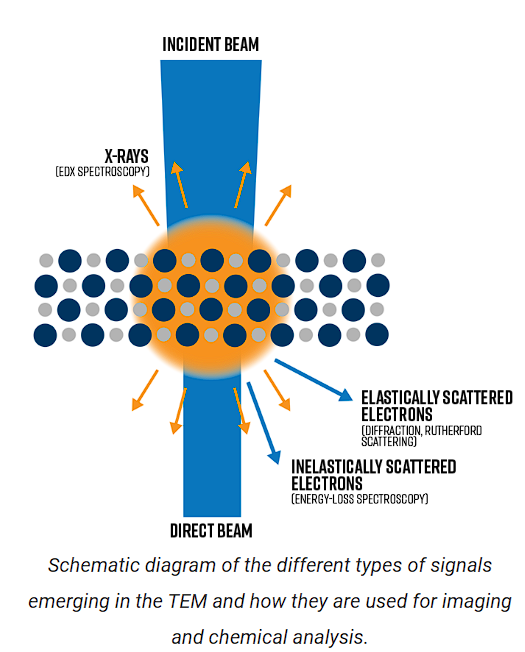 INCIDENT BEAM
X-RAYS
(EDX SPECTROSCOPY)
ELASTICALLY SCATTERED
ELECTRONS
(DIFFRACTION, RUTHERFORD
SCATTERING)
INELASTICALLY SCATTERED
ELECTRONS
(ENERGY-LOSS SPECTROSCOPY)
DIRECT BEAM
Schematic diagram of the different types of signals
emerging in the TEM and how they are used for imaging
and chemical analysis.